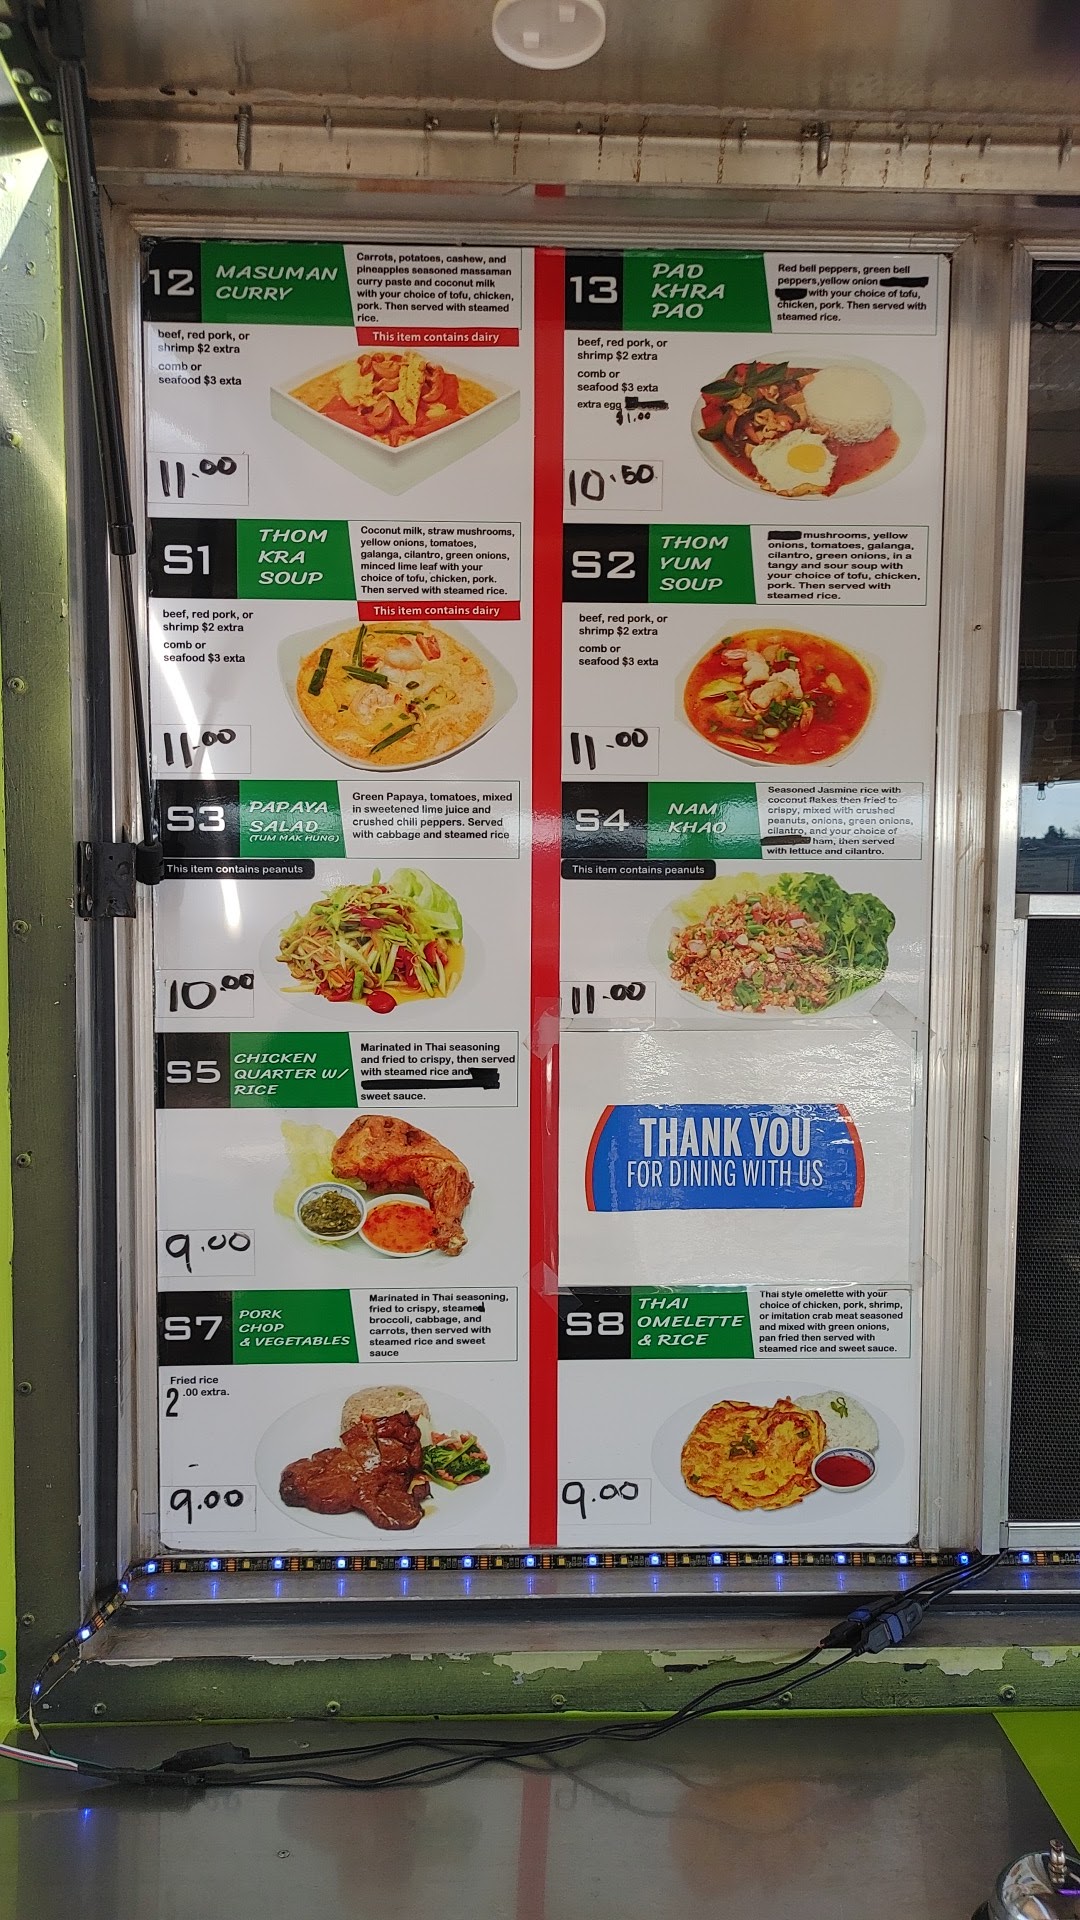 12
MASUMAN
CURRY
Carrots, potatoes, cashew, and
pineapples seasoned massaman
curry paste and coconut milk
with your choice of tofu, chicken,
pork. Then served with steamed
rice.
This item contains dairy
beef, red pork, or
shrimp $2 extra
comb or
seafood $3 exta
11.00
13
PAD
KHRA
PAO
Red bell peppers, green bell
peppers,yellow onion
with your choice of tofu,
chicken, pork. Then served with
steamed rice.
beef, red pork, or
shrimp $2 extra
comb or
seafood $3 exta
extra egg
$1.00
10.50
S1
THOM
KRA
SOUP
Coconut milk, straw mushrooms,
yellow onions, tomatoes,
galanga, cilantro, green onions,
minced lime leaf with your
choice of tofu, chicken, pork.
Then served with steamed rice.
This item contains dairy
beef, red pork, or
shrimp $2 extra
comb or
seafood $3 exta
11.00
S2
THOM
YUM
SOUP
mushrooms, yellow
onions, tomatoes, galanga,
cilantro, green onions, in a
tangy and sour soup with
your choice of tofu, chicken,
pork. Then served with
steamed rice.
beef, red pork, or
shrimp $2 extra
comb or
seafood $3 exta
11.00
S3
PAPAYA
SALAD
(TUM MAK HUNG)
Green Papaya, tomatoes, mixed
in sweetened lime juice and
crushed chili peppers. Served
with cabbage and steamed rice
This item contains peanuts
10.00
S4
NAM
KHAO
Seasoned Jasmine rice with
coconut flakes then fried to
crispy, mixed with crushed
peanuts, onions, green onions,
cilantro, and your choice of
ham, then served
with lettuce and cilantro.
This item contains peanuts
11.00
S5
CHICKEN
QUARTER W/
RICE
Marinated in Thai seasoning
and fried to crispy, then served
with steamed rice and
sweet sauce.
9.00
THANK YOU
FOR DINING WITH US
S7
PORK
CHOP
& VEGETABLES
Marinated in Thai seasoning,
fried to crispy, steamed
broccoli, cabbage, and
carrots, then served with
steamed rice and sweet
sauce
Fried rice
2.00 extra.
9.00
S8
THAI
OMELETTE
& RICE
Thai style omelette with your
choice of chicken, pork, shrimp,
or imitation crab meat seasoned
and mixed with green onions,
pan fried then served with
steamed rice and sweet sauce.
9.00